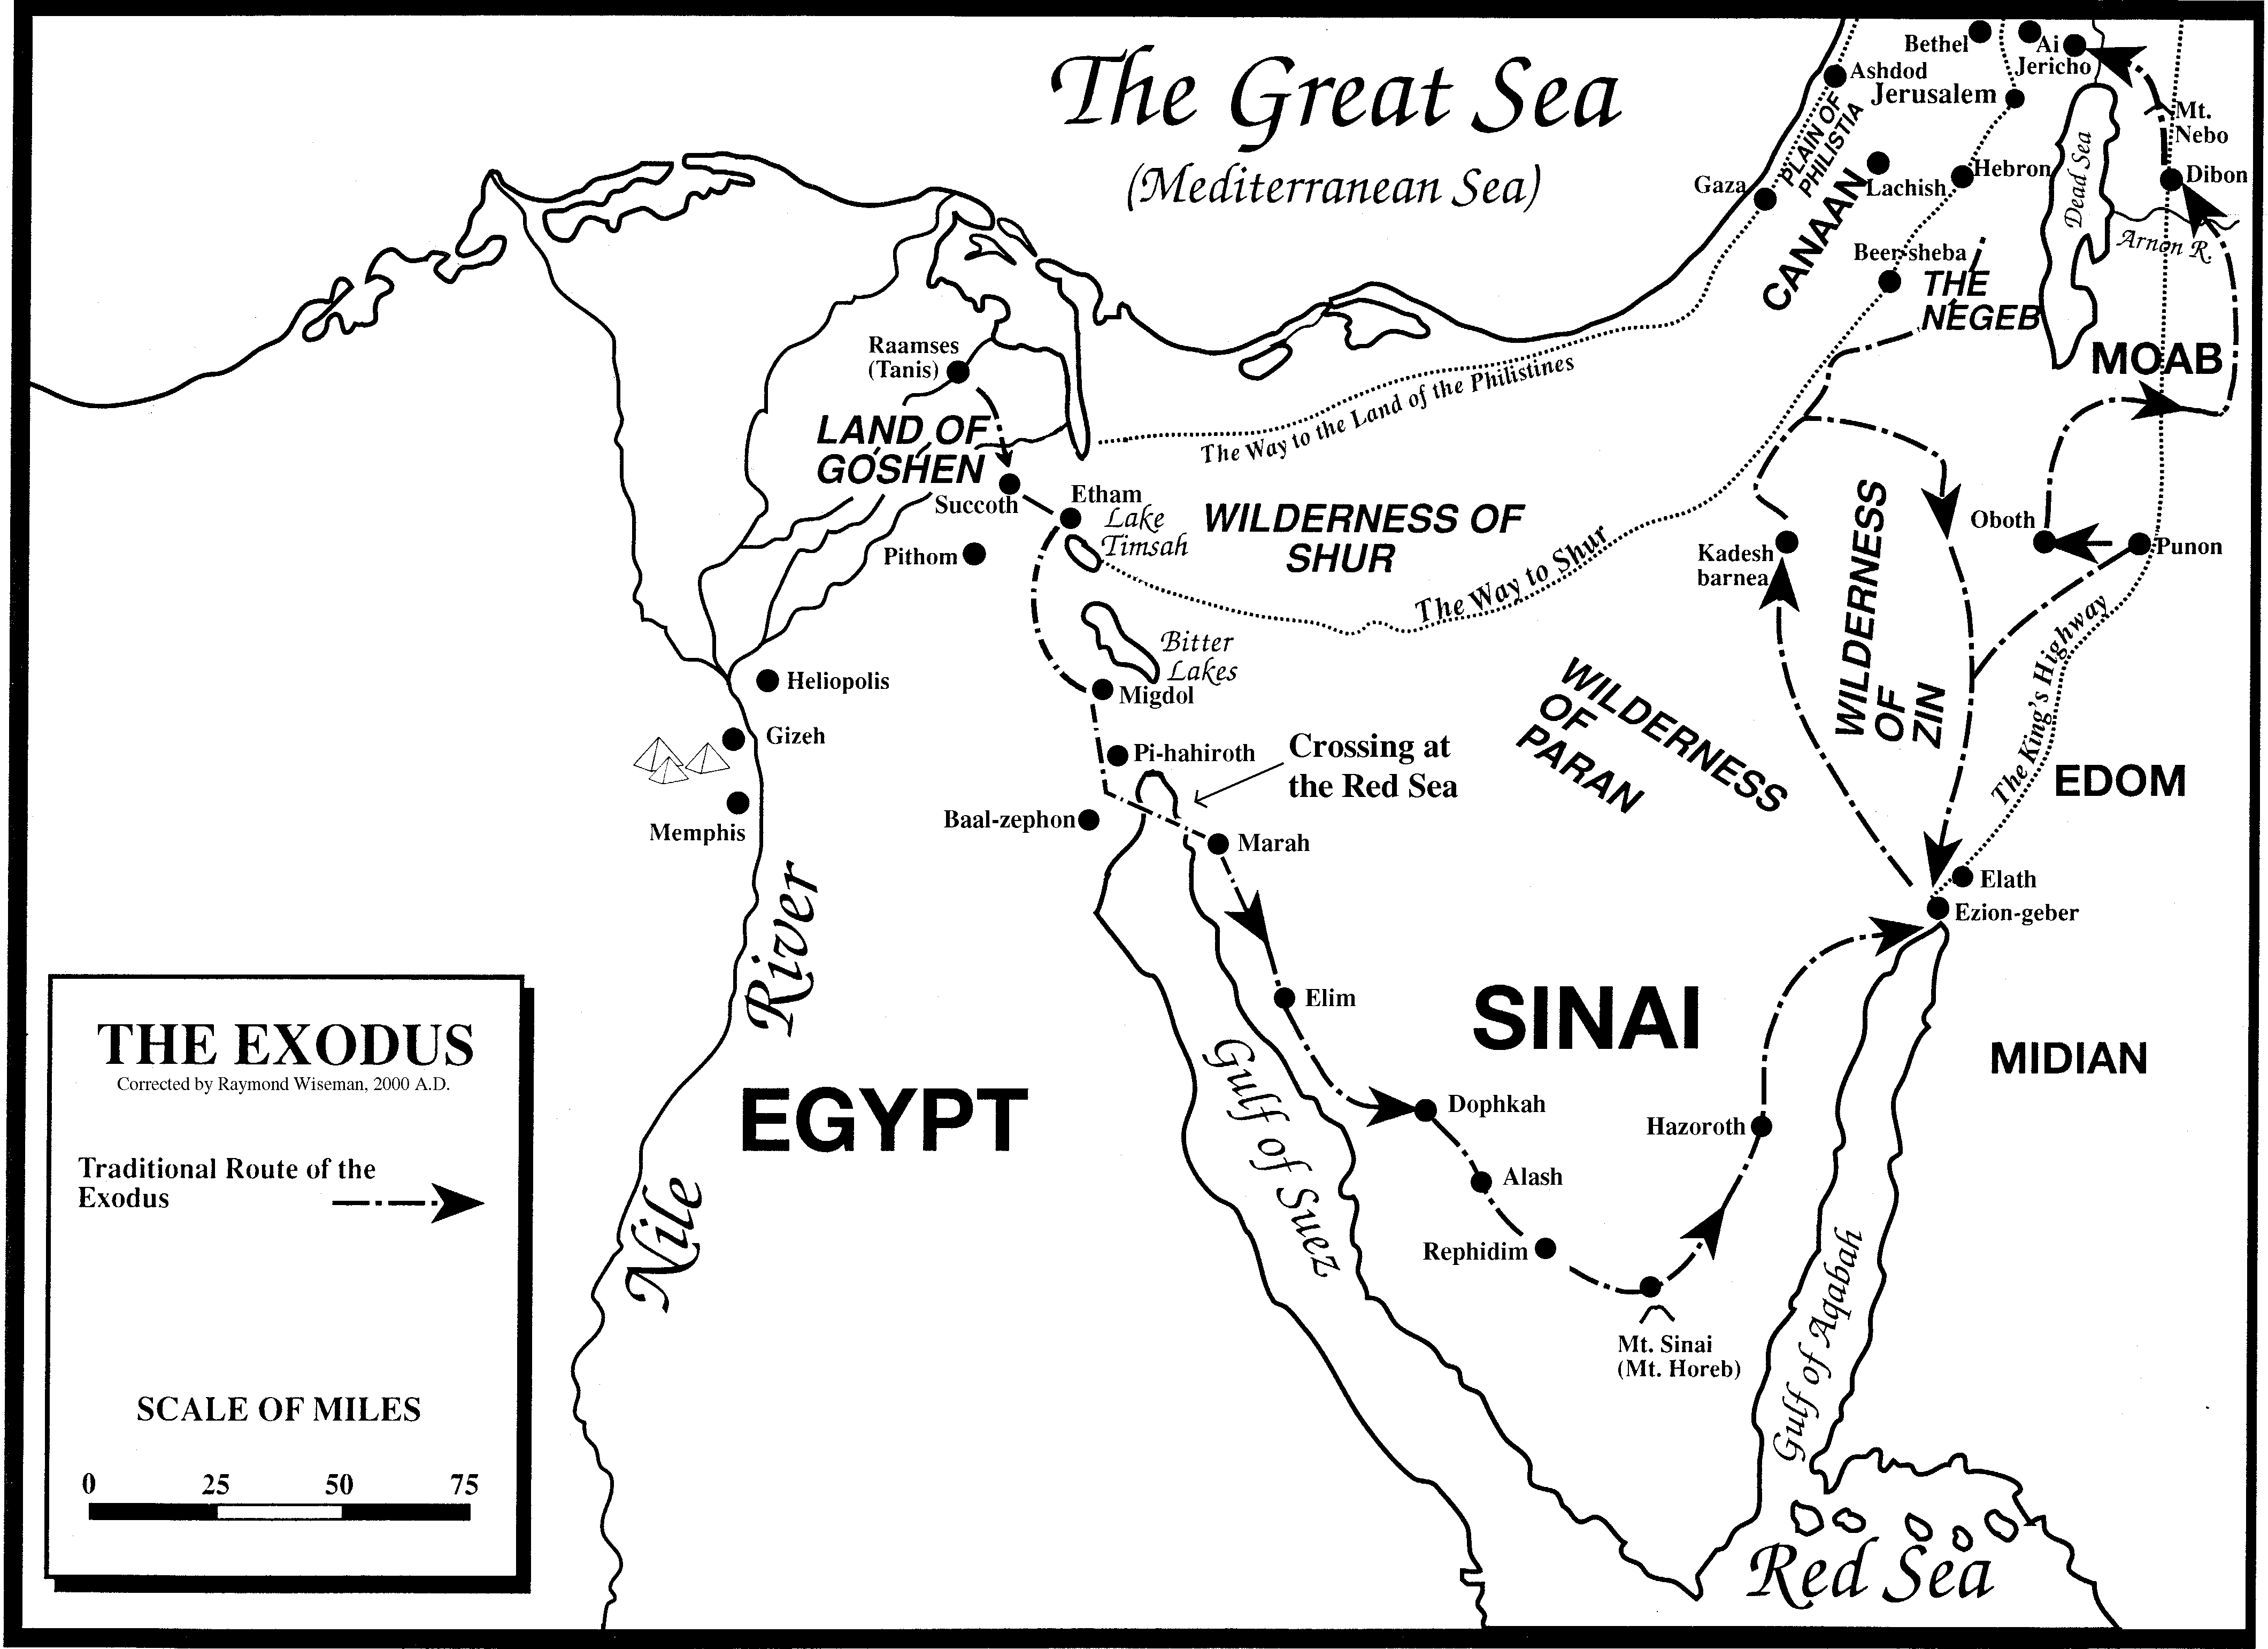 The Great Sea
(Mediterranean Sea)
Bethel
Ai
Jericho
Ashdod
Jerusalem
PLAIN OF
PHILISTIA
Mt.
Nebo
Gaza
CANAAN
Lachish
Hebron
Dead Sea
Dibon
Arnon R.
Beer-sheba
THE
NEGEB
MOAB
Raamses
(Tanis)
The Way to the Land of the Philistines
LAND OF
GOSHEN
Succoth
Etham
Lake
Timsah
WILDERNESS OF
SHUR
The Way to Shur
Pithom
Kadesh
barnea
WILDERNESS
OF
ZIN
Oboth
Punon
The King's Highway
Bitter
Lakes
Migdol
Heliopolis
Gizeh
Memphis
Pi-hahiroth
Crossing at
the Red Sea
Baal-zephon
Marah
WILDERNESS
OF
PARAN
EDOM
Elath
Ezion-geber
Nile River
Elim
SINAI
MIDIAN
EGYPT
Gulf of Suez
Dophkah
Hazoroth
Alash
Rephidim
Mt. Sinai
(Mt. Horeb)
Gulf of Aqabah
Red Sea
THE EXODUS
Corrected by Raymond Wiseman, 2000 A.D.
Traditional Route of the
Exodus
SCALE OF MILES
0 25 50 75